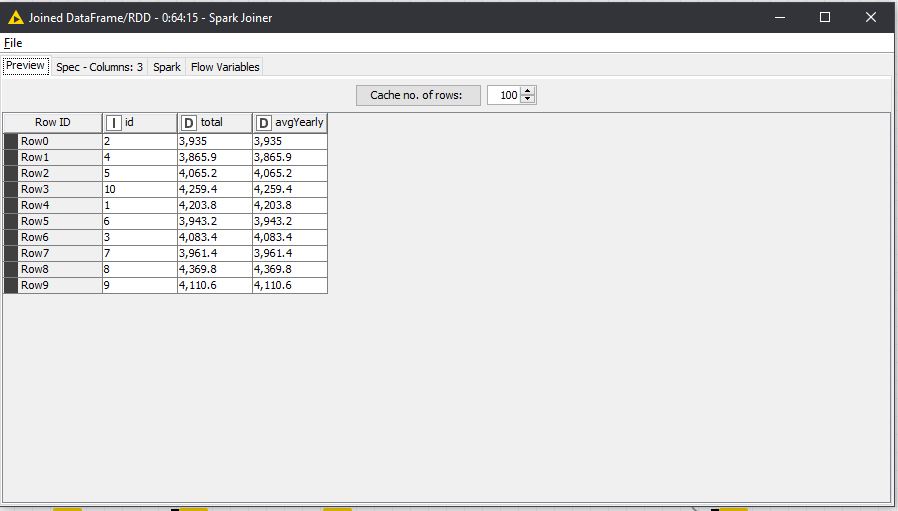 Joined DataFrame/RDD - 0:64:15 - Spark Joiner
File
Preview Spec - Columns: 3 Spark Flow Variables
Cache no. of rows: 100
Row ID I id D total D avgYearly
Row0 2 3,935 3,935
Row1 4 3,865.9 3,865.9
Row2 5 4,065.2 4,065.2
Row3 10 4,259.4 4,259.4
Row4 1 4,203.8 4,203.8
Row5 6 3,943.2 3,943.2
Row6 3 4,083.4 4,083.4
Row7 7 3,961.4 3,961.4
Row8 8 4,369.8 4,369.8
Row9 9 4,110.6 4,110.6